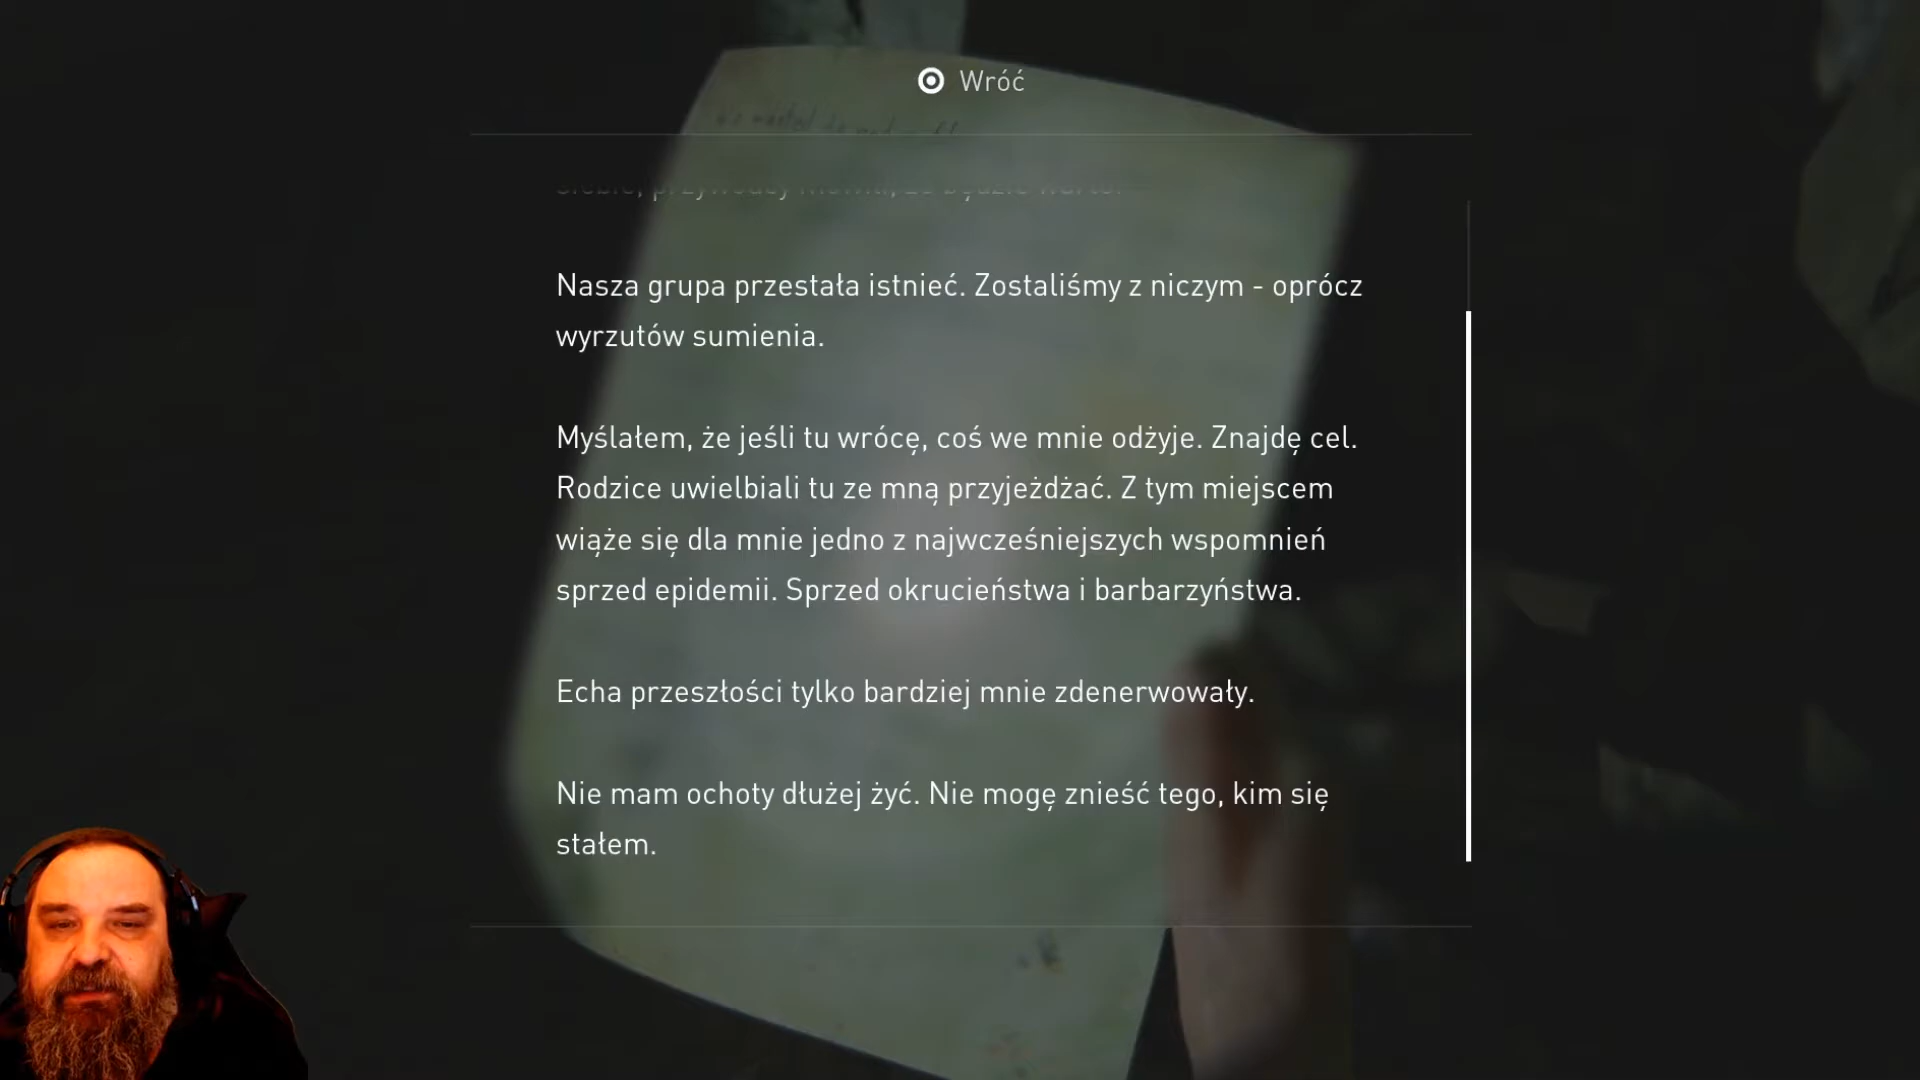 Wróć
Nasza grupa przestała istnieć. Zostaliśmy z niczym - oprócz
wyrzutów sumienia.
Myślałem, że jeśli tu wrócę, coś we mnie odżyje. Znajdę cel.
Rodzice uwielbiali tu ze mną przyjeżdżać. Z tym miejscem
wiąże się dla mnie jedno z najwcześniejszych wspomnień
sprzed epidemii. Sprzed okrucieństwa i barbarzyństwa.
Echa przeszłości tylko bardziej mnie zdenerwowały.
Nie mam ochoty dłużej żyć. Nie mogę znieść tego, kim się
stałem.